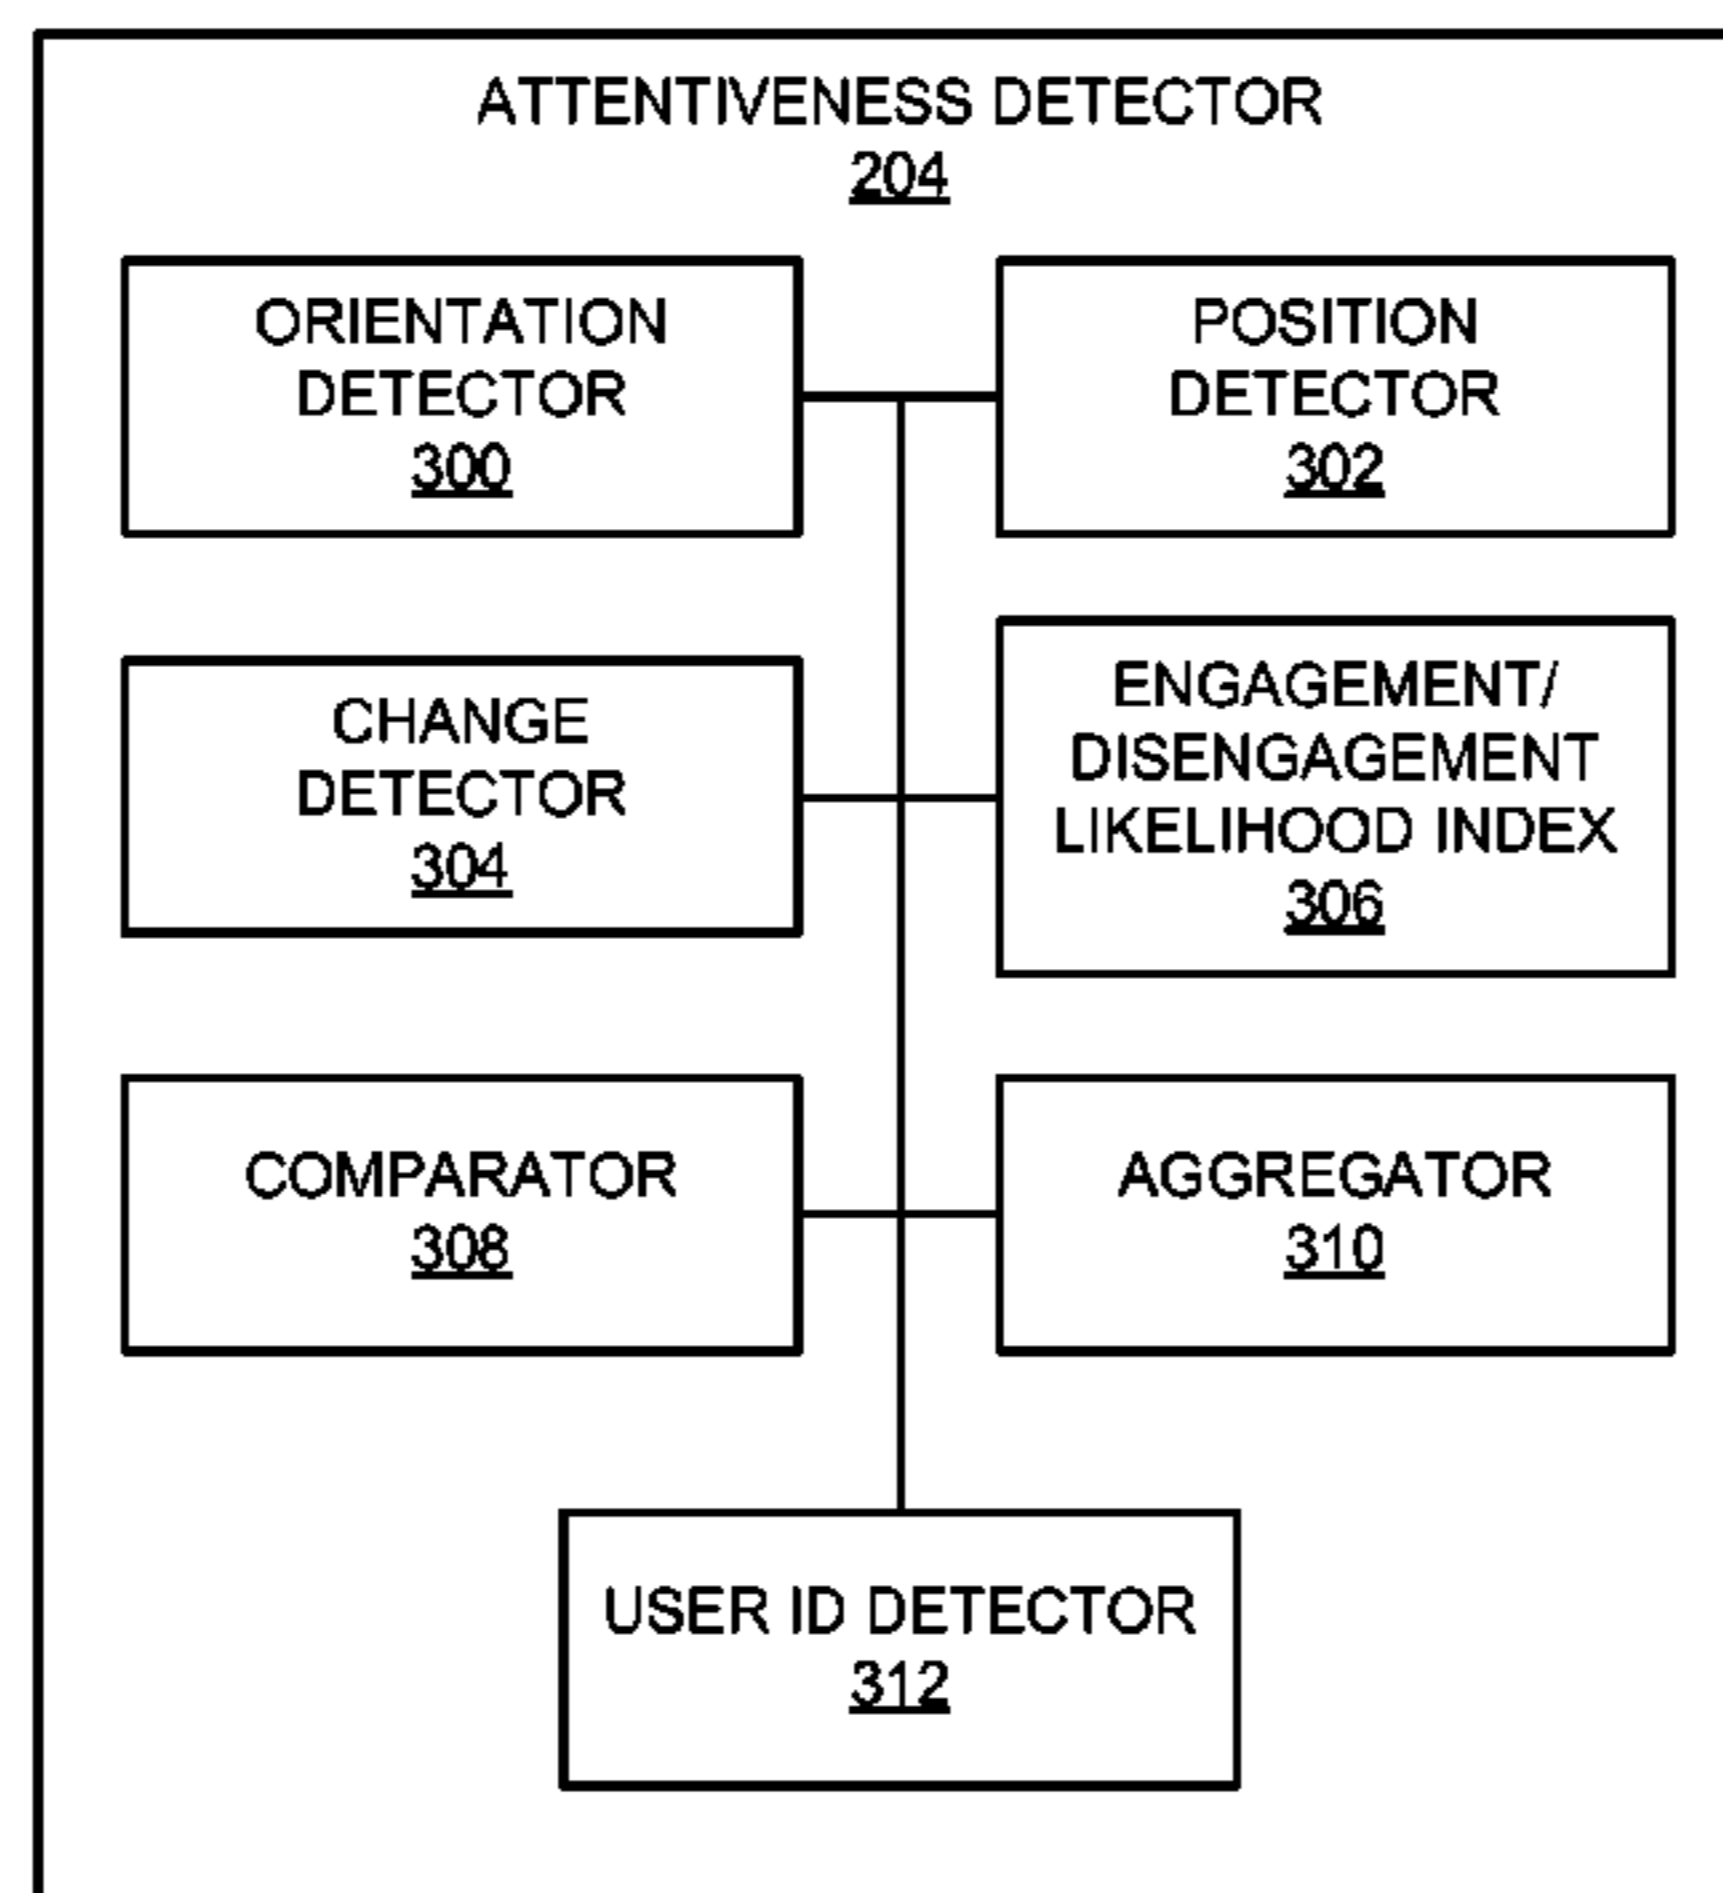 ATTENTIVENESS DETECTOR
204
ORIENTATION
DETECTOR
300
POSITION
DETECTOR
302
CHANGE
DETECTOR
304
ENGAGEMENT/
DISENGAGEMENT
LIKELIHOOD INDEX
306
COMPARATOR
308
AGGREGATOR
310
USER ID DETECTOR
312